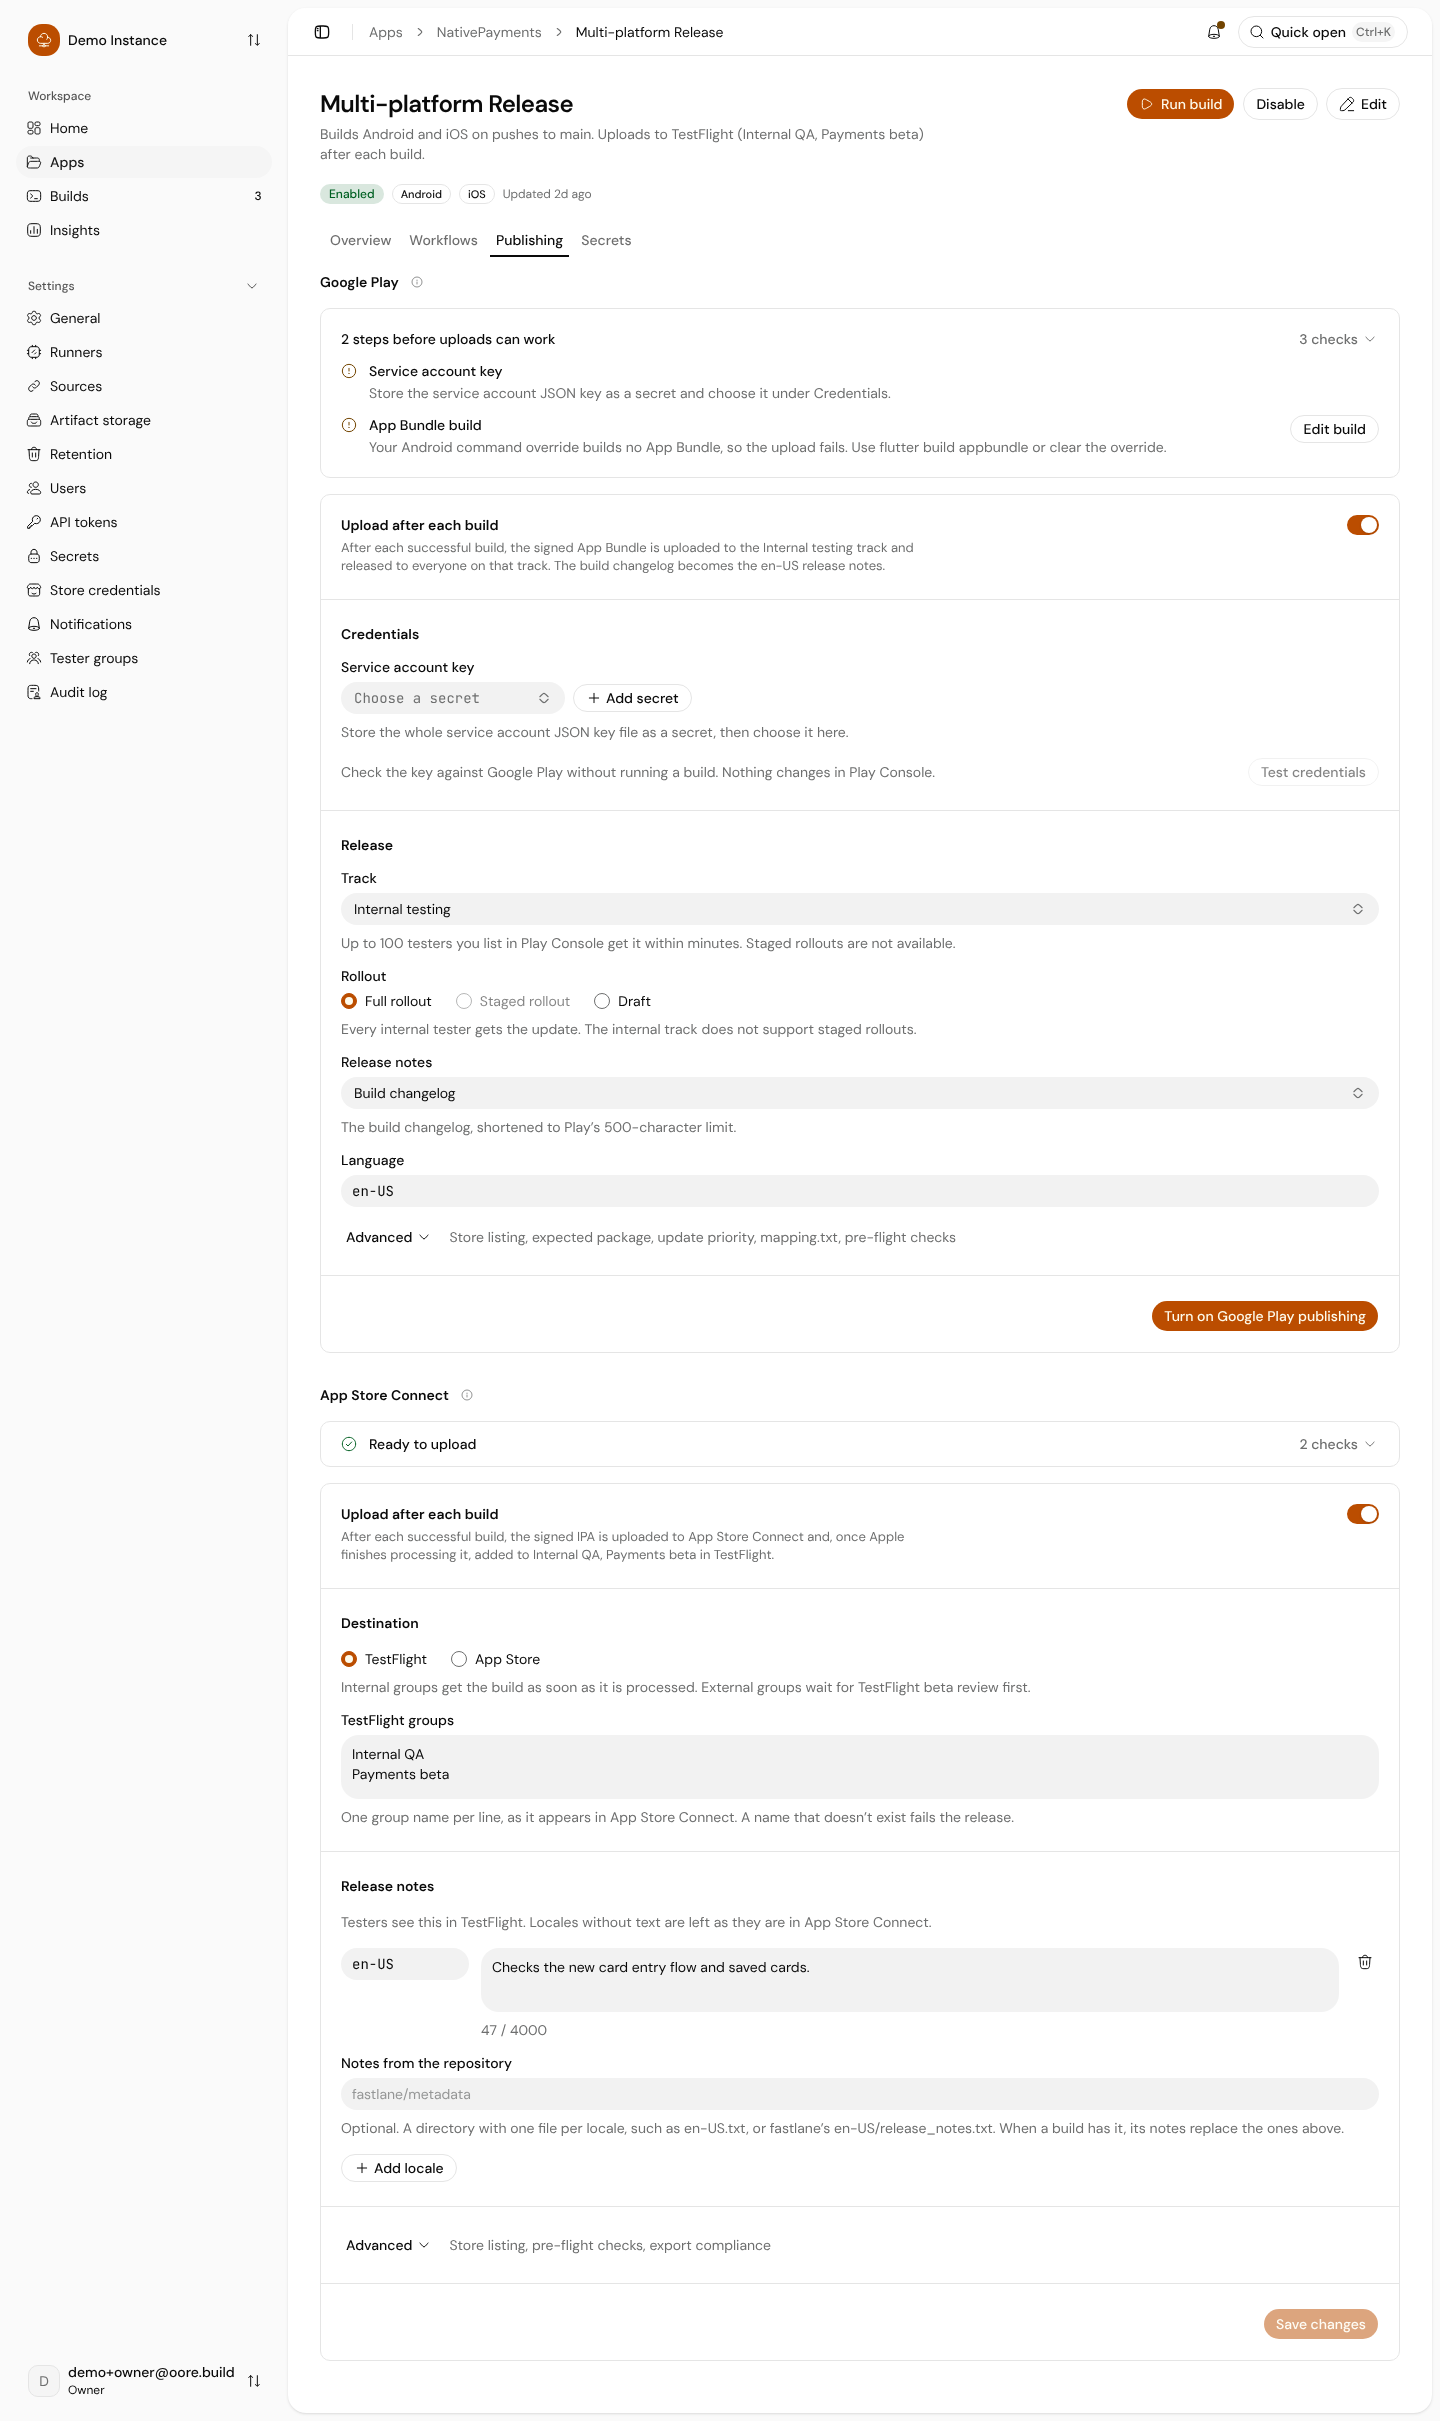 Demo Instance
Workspace
Home
Apps
Builds
3
Insights
Settings
General
Runners
Sources
Artifact storage
Retention
Users
API tokens
Secrets
Store credentials
Notifications
Tester groups
Audit log
D
demo+owner@oore.build
Owner
Apps
NativePayments
Multi-platform Release
Quick open
Ctrl+K
Multi-platform Release
Builds Android and iOS on pushes to main. Uploads to TestFlight (Internal QA, Payments beta)
after each build.
Run build
Disable
Edit
Enabled
Android
iOS
Updated 2d ago
Overview
Workflows
Publishing
Secrets
Google Play
2 steps before uploads can work
3 checks
Service account key
Store the service account JSON key as a secret and choose it under Credentials.
App Bundle build
Your Android command override builds no App Bundle, so the upload fails. Use flutter build appbundle or clear the override.
Edit build
Upload after each build
After each successful build, the signed App Bundle is uploaded to the Internal testing track and
released to everyone on that track. The build changelog becomes the en-US release notes.
Credentials
Service account key
Choose a secret
Add secret
Store the whole service account JSON key file as a secret, then choose it here.
Check the key against Google Play without running a build. Nothing changes in Play Console.
Test credentials
Release
Track
Internal testing
Up to 100 testers you list in Play Console get it within minutes. Staged rollouts are not available.
Rollout
Full rollout
Staged rollout
Draft
Every internal tester gets the update. The internal track does not support staged rollouts.
Release notes
Build changelog
The build changelog, shortened to Play’s 500-character limit.
Language
en-US
Advanced
Store listing, expected package, update priority, mapping.txt, pre-flight checks
Turn on Google Play publishing
App Store Connect
Ready to upload
2 checks
Upload after each build
After each successful build, the signed IPA is uploaded to App Store Connect and, once Apple
finishes processing it, added to Internal QA, Payments beta in TestFlight.
Destination
TestFlight
App Store
Internal groups get the build as soon as it is processed. External groups wait for TestFlight beta review first.
TestFlight groups
Internal QA
Payments beta
One group name per line, as it appears in App Store Connect. A name that doesn’t exist fails the release.
Release notes
Testers see this in TestFlight. Locales without text are left as they are in App Store Connect.
en-US
Checks the new card entry flow and saved cards.
47 / 4000
Notes from the repository
fastlane/metadata
Optional. A directory with one file per locale, such as en-US.txt, or fastlane’s en-US/release_notes.txt. When a build has it, its notes replace the ones above.
Add locale
Advanced
Store listing, pre-flight checks, export compliance
Save changes